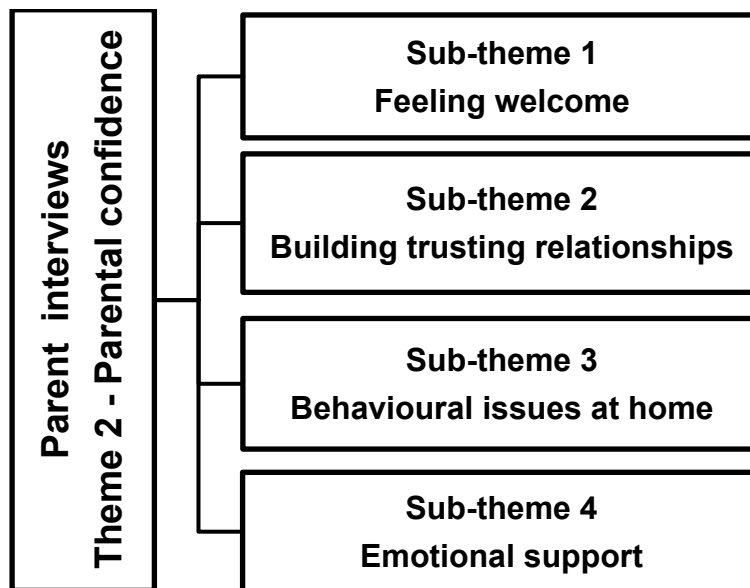 Parent interviews
Theme 2 - Parental confidence
Sub-theme 1
Feeling welcome
Sub-theme 2
Building trusting relationships
Sub-theme 3
Behavioural issues at home
Sub-theme 4
Emotional support